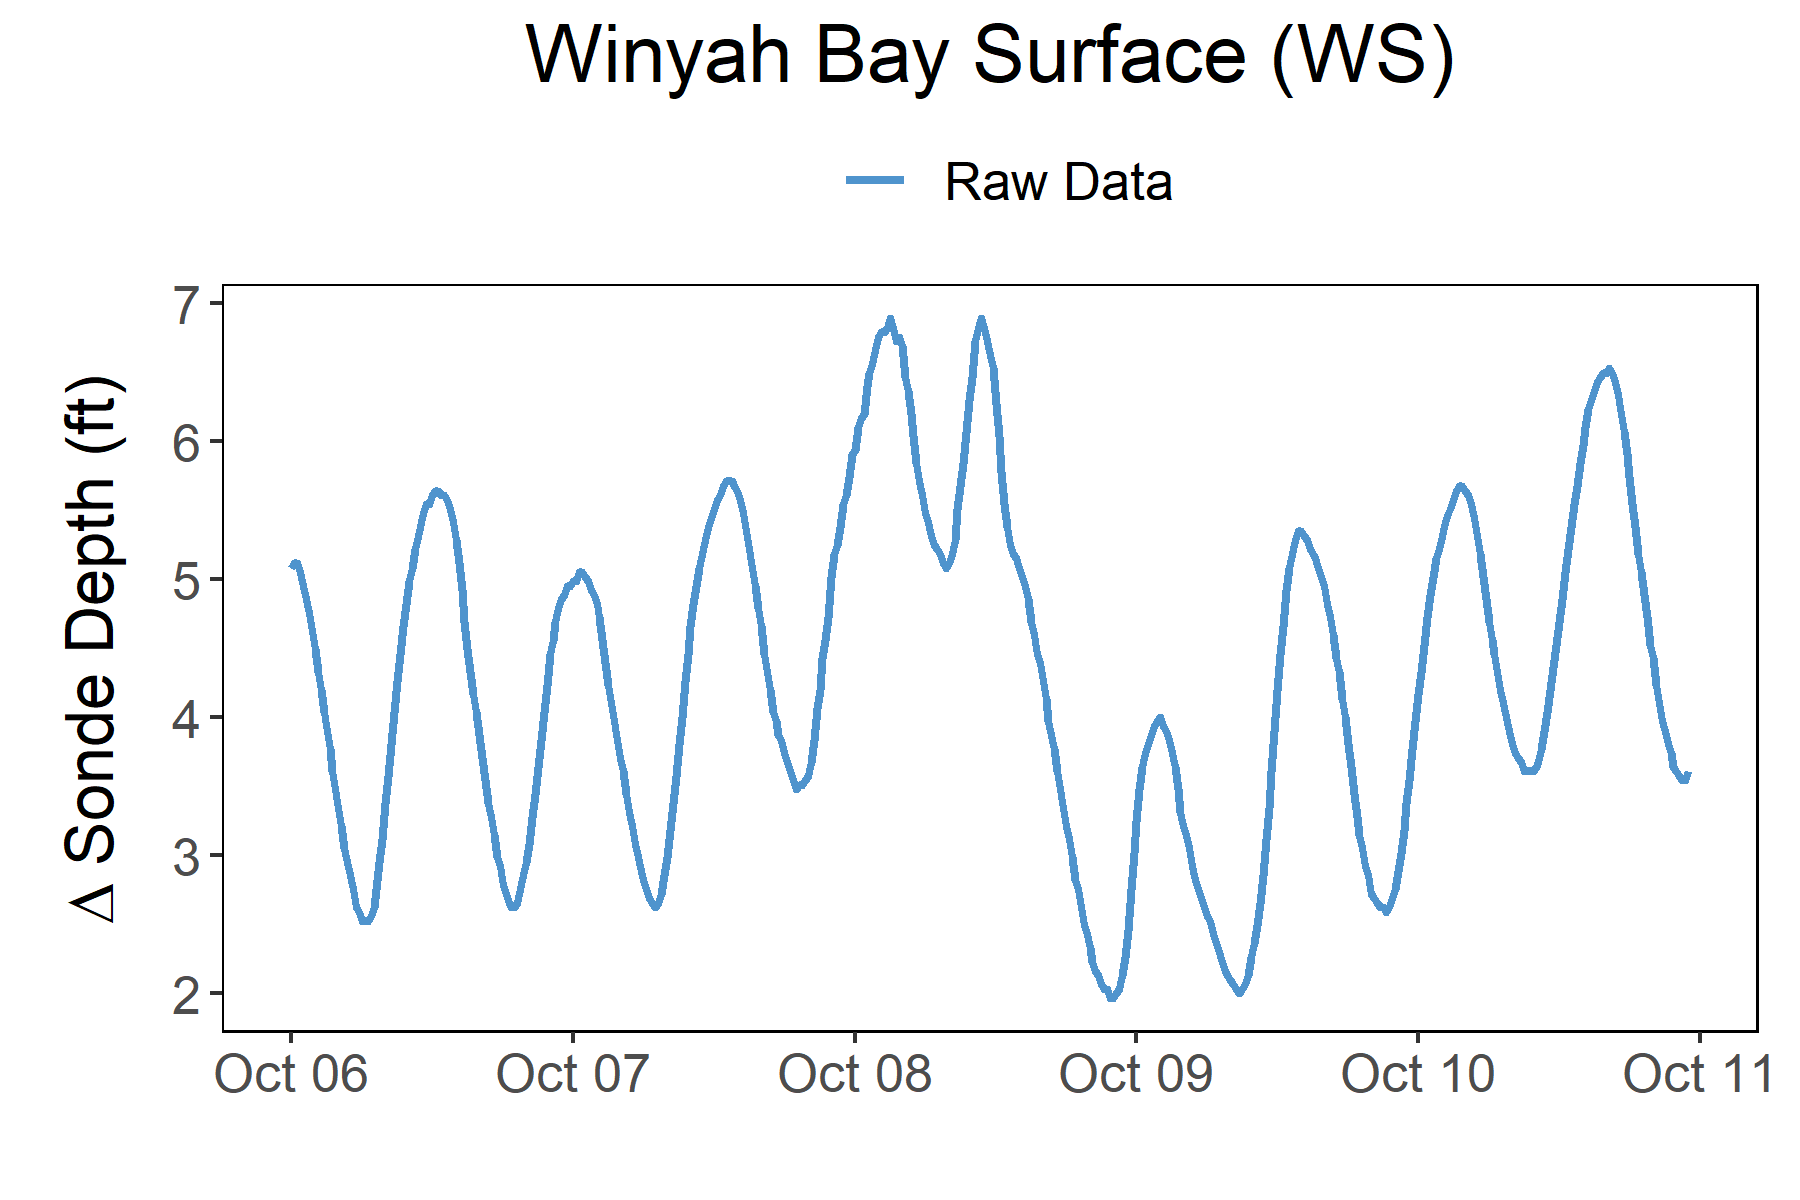 Winyah Bay Surface (WS)
Raw Data
Δ Sonde Depth (ft)
7
6
5
4
3
2
Oct 06 Oct 07 Oct 08 Oct 09 Oct 10 Oct 11